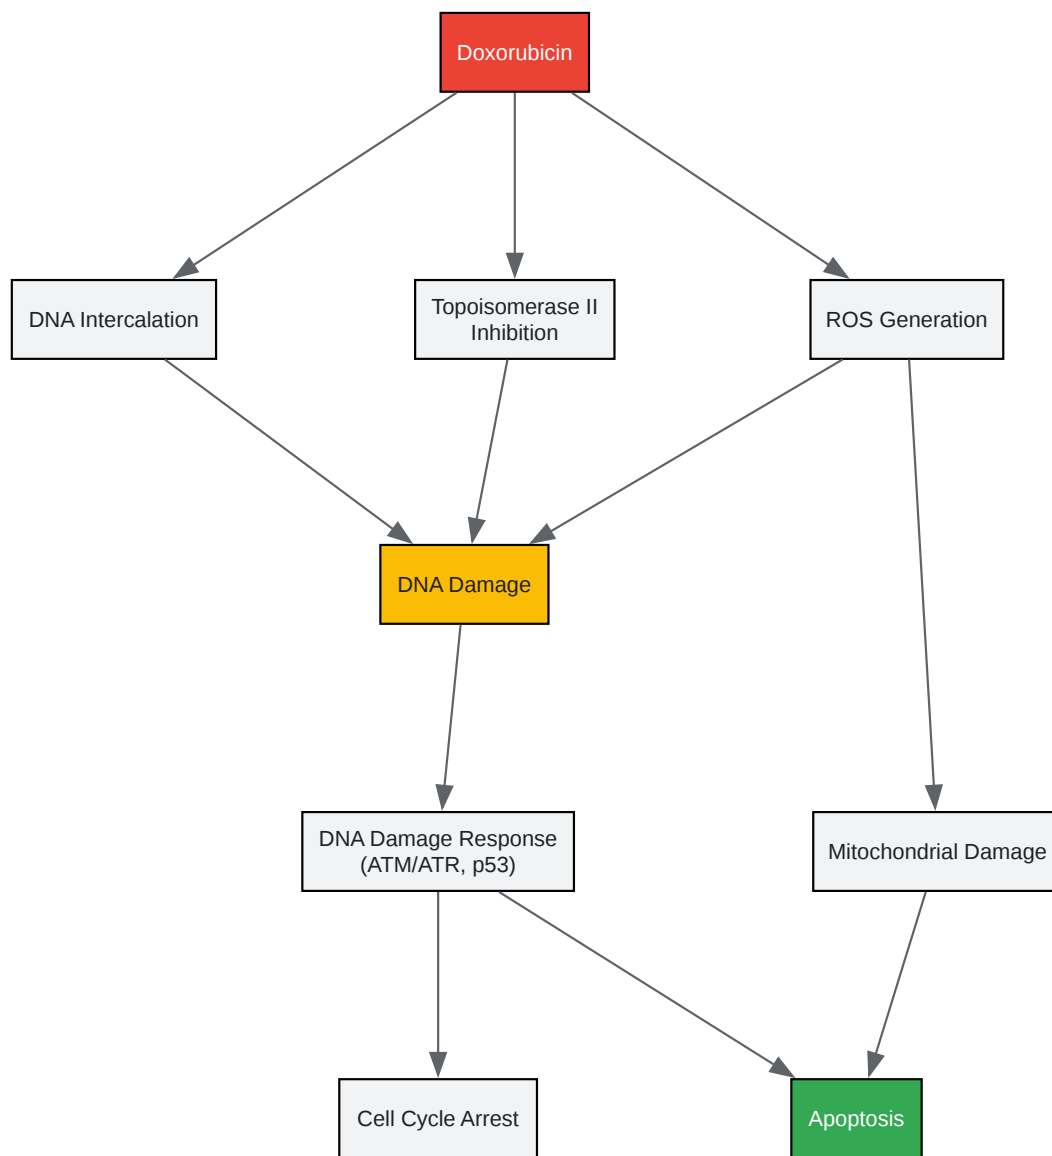 Doxorubicin
DNA Intercalation
Topoisomerase II
Inhibition
ROS Generation
DNA Damage
DNA Damage Response
(ATM/ATR, p53)
Mitochondrial Damage
Cell Cycle Arrest
Apoptosis